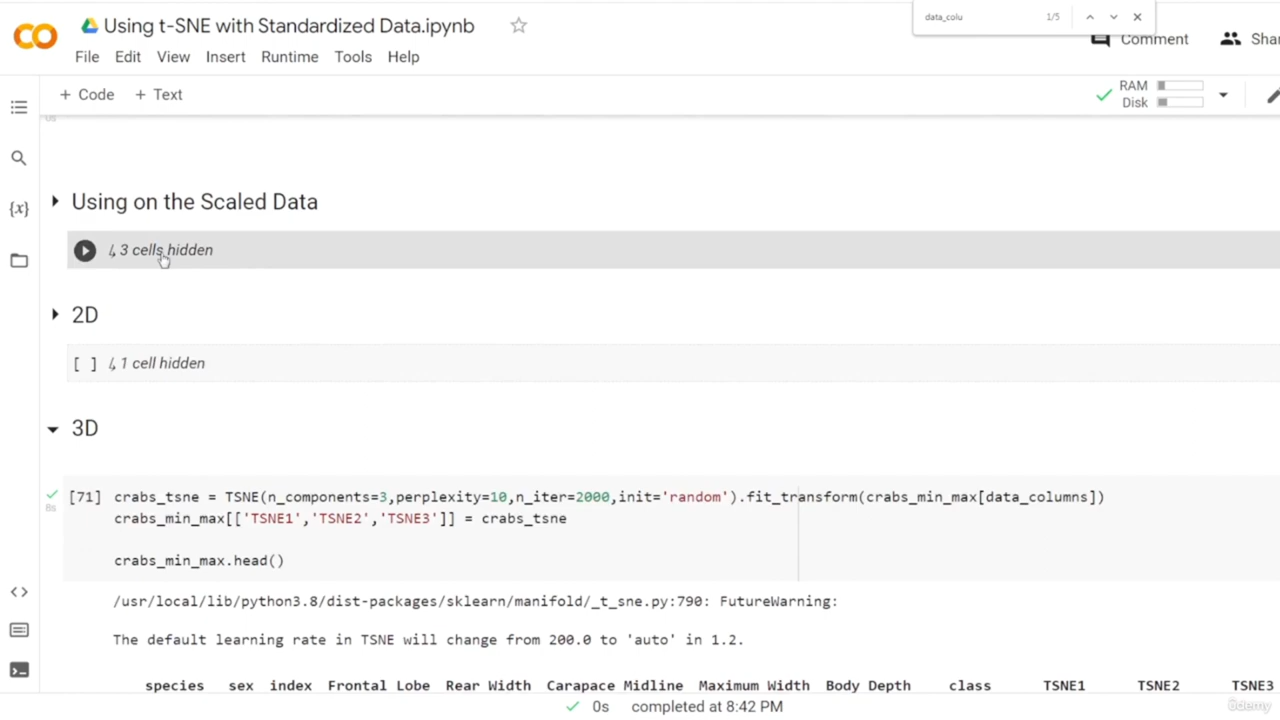 Using t-SNE with Standardized Data.ipynb
data_colu 1/5
File Edit View Insert Runtime Tools Help
Comment
Shar
+ Code + Text
RAM
Disk
0s
Using on the Scaled Data
3 cells hidden
{x}
2D
[ ] 1 cell hidden
3D
[71] crabs_tsne = TSNE(n_components=3,perplexity=10,n_iter=2000,init='random').fit_transform(crabs_min_max[data_columns])
8s
crabs_min_max[['TSNE1','TSNE2','TSNE3']] = crabs_tsne
crabs_min_max.head()
/usr/local/lib/python3.8/dist-packages/sklearn/manifold/_t_sne.py:790: FutureWarning:
The default learning rate in TSNE will change from 200.0 to 'auto' in 1.2.
species sex index Frontal Lobe Rear Width Carapace Midline Maximum Width Body Depth class TSNE1 TSNE2 TSNE3
0s completed at 8:42 PM
ûdemy